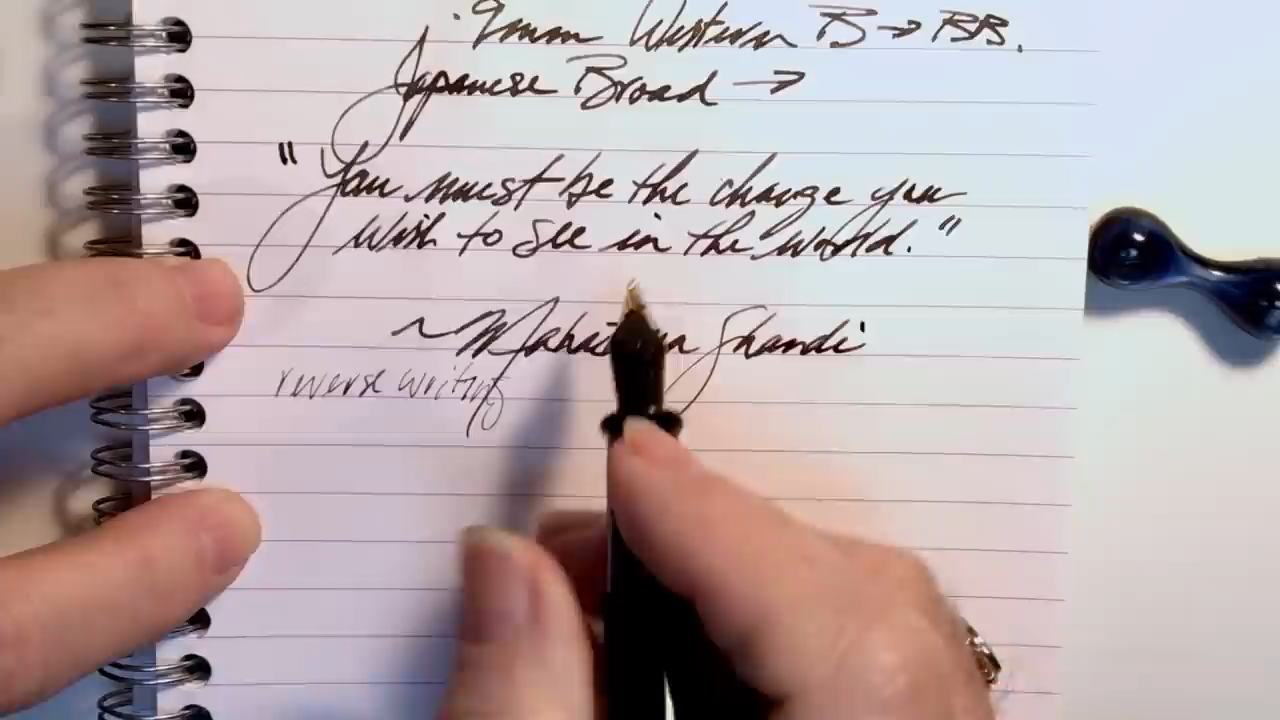 .9mm Western B → BB.
Japanese Broad →
"You must be the change you
wish to see in the world."
~ Mahatma Ghandi
reverse writing